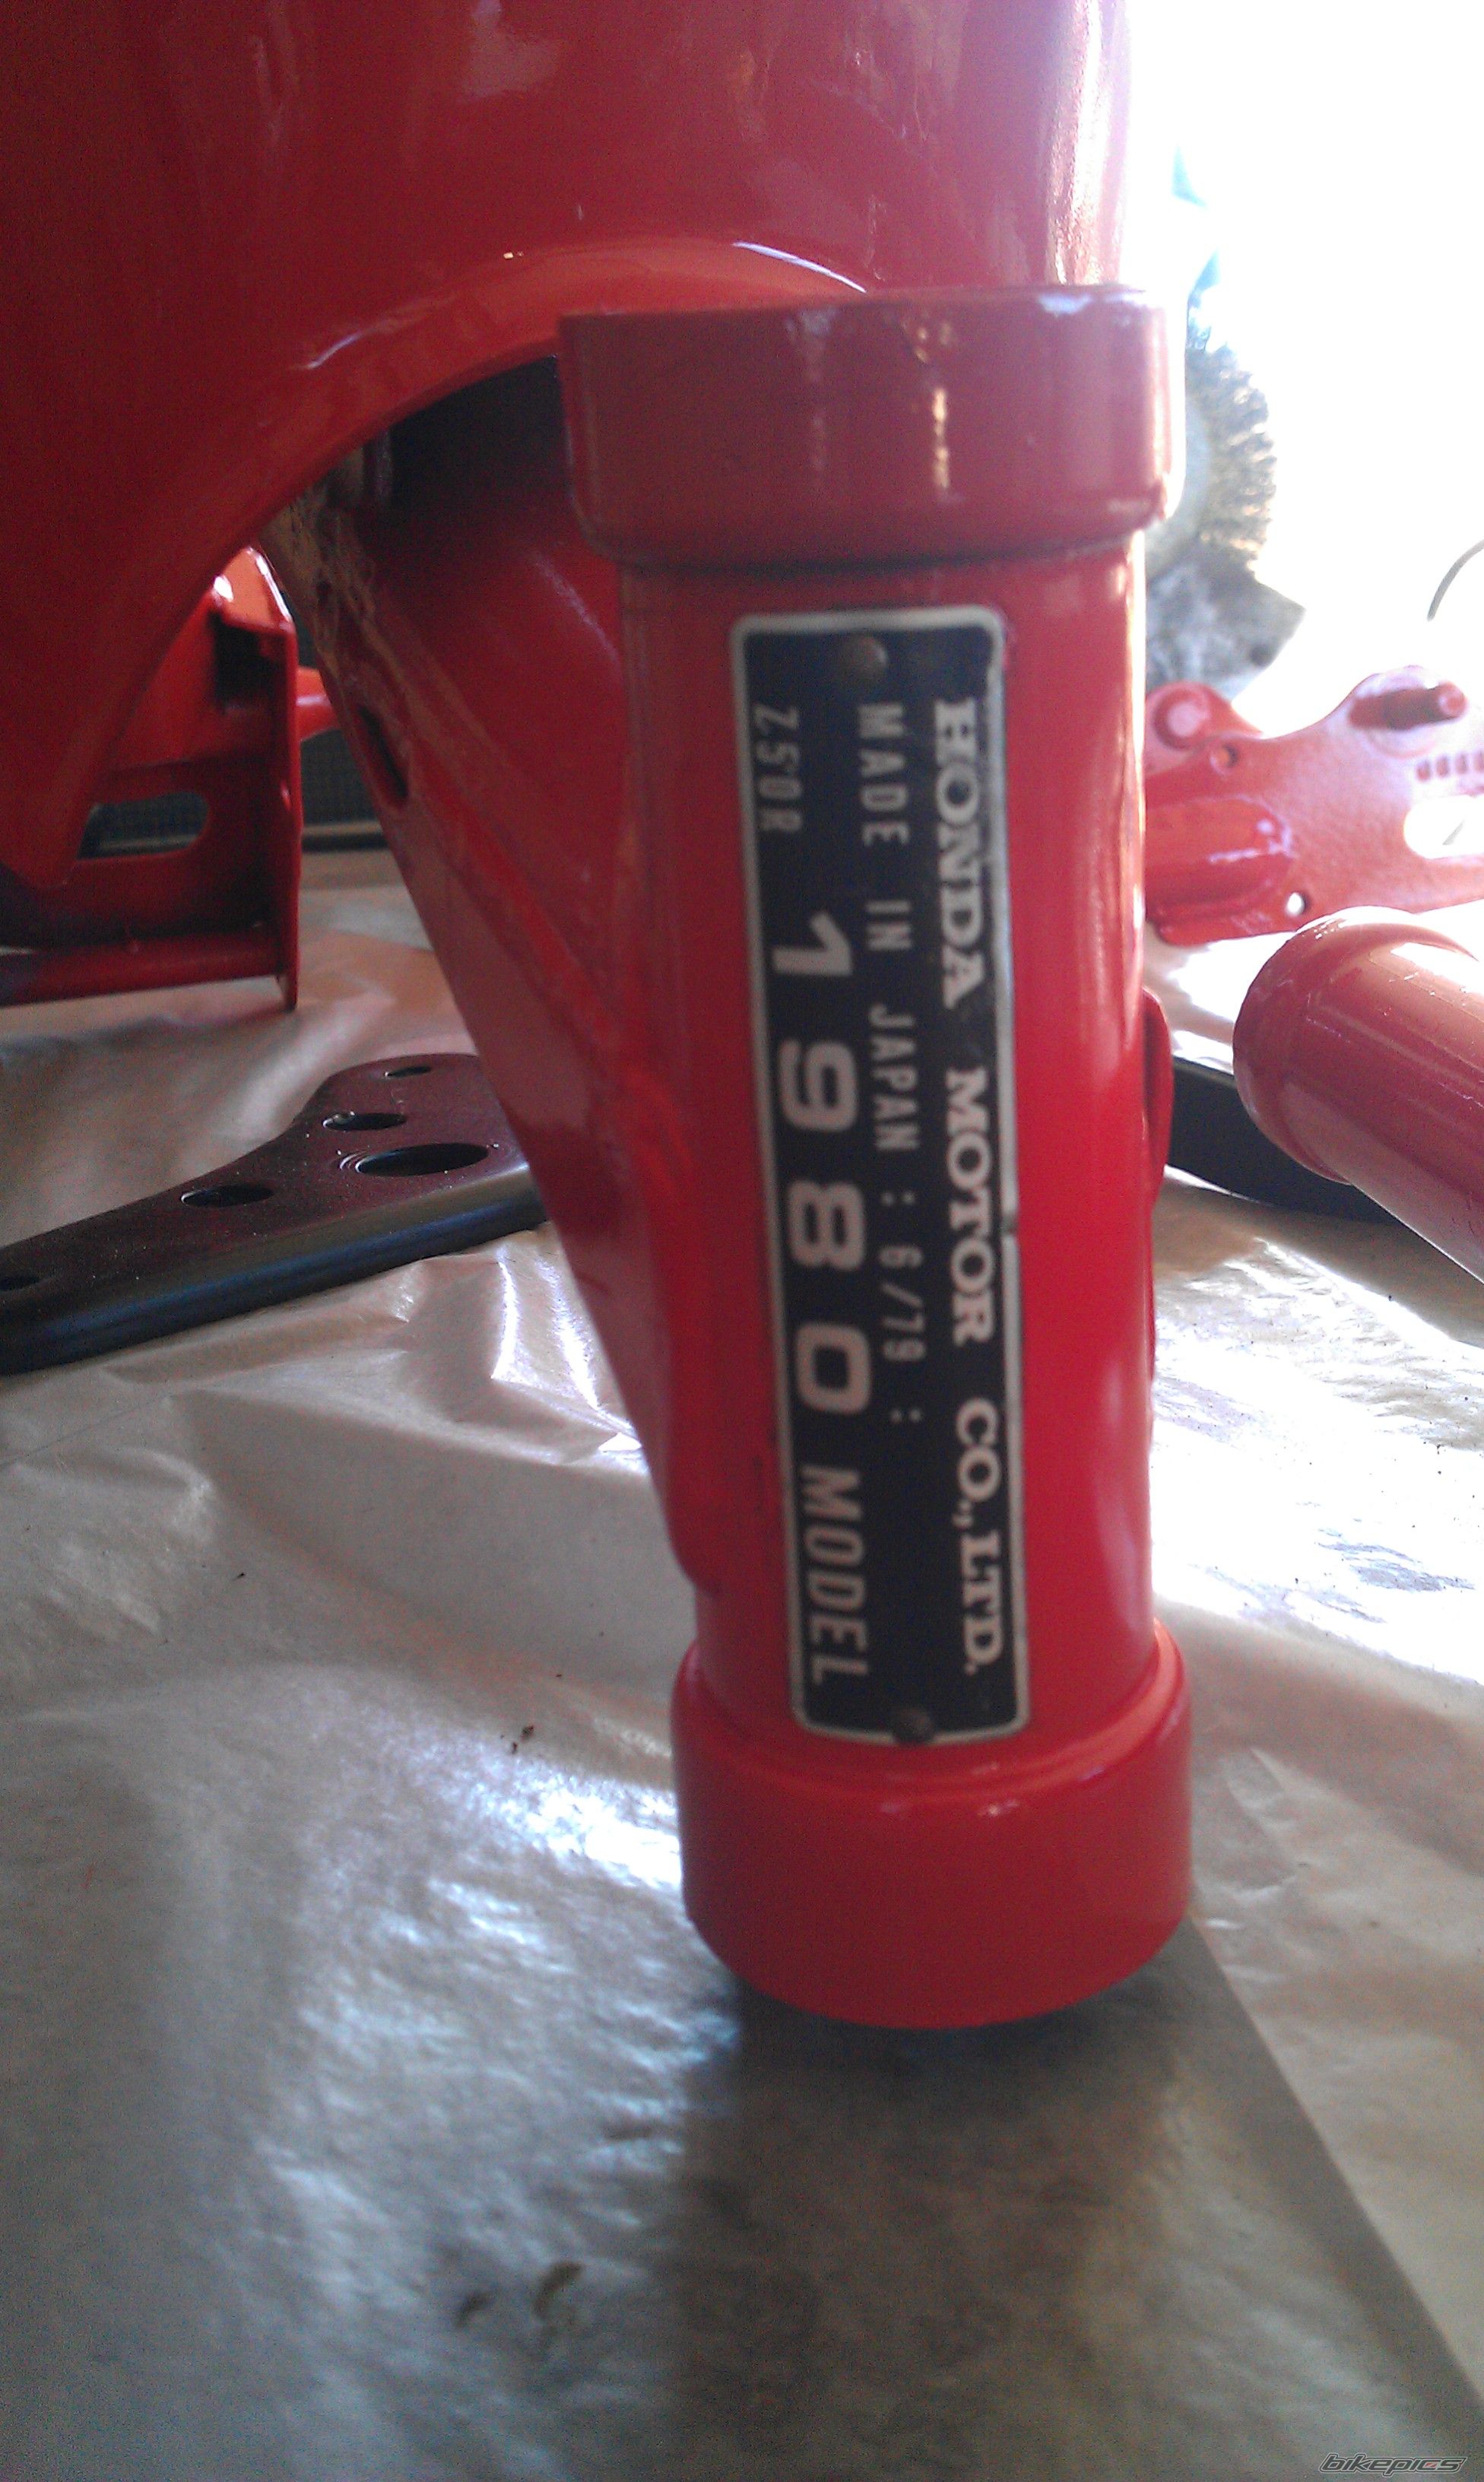 HONDA MOTOR CO.,LTD.
MADE IN JAPAN : 6/79 :
Z50R 1980 MODEL
bikepics